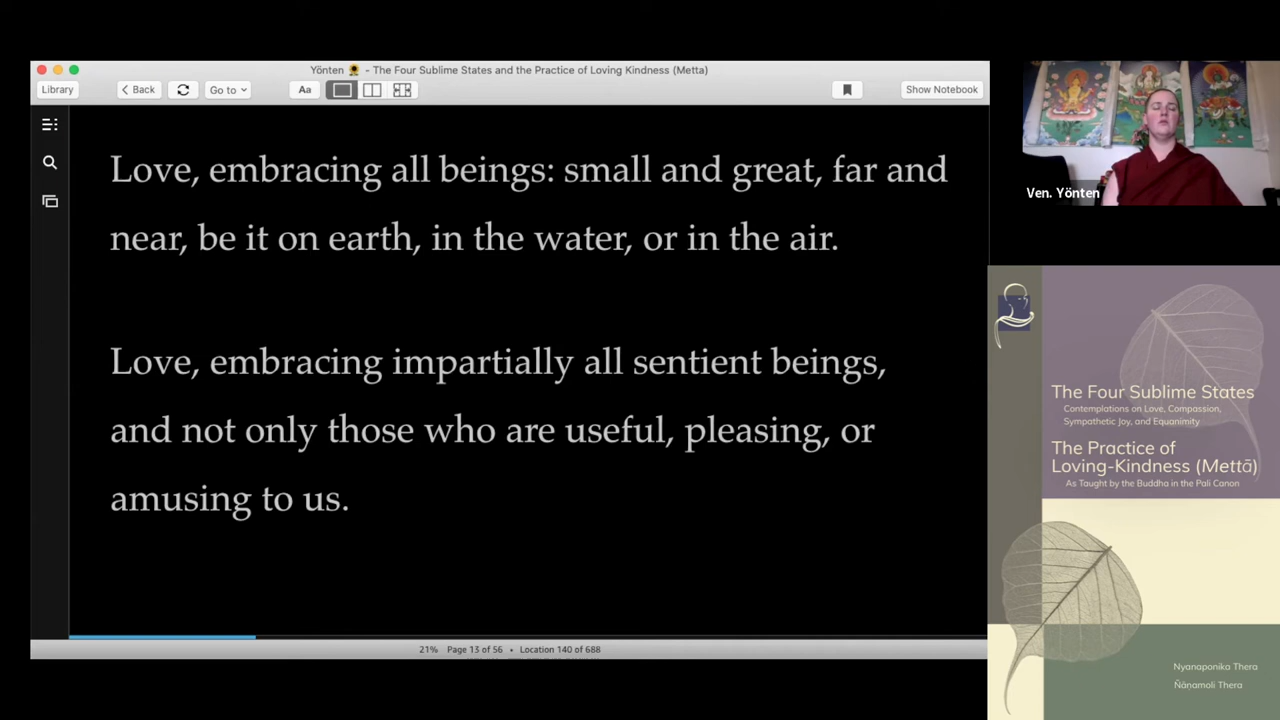 Yönten 🌻 - The Four Sublime States and the Practice of Loving Kindness (Metta)
Library
Back
Go to
Aa
Show Notebook
Love, embracing all beings: small and great, far and
near, be it on earth, in the water, or in the air.
Love, embracing impartially all sentient beings,
and not only those who are useful, pleasing, or
amusing to us.
21% Page 13 of 56 • Location 140 of 688
Ven. Yönten
The Four Sublime States
Contemplations on Love, Compassion,
Sympathetic Joy, and Equanimity
The Practice of
Loving-Kindness (Mettā)
As Taught by the Buddha in the Pali Canon
Nyanaponika Thera
Ñāṇamoli Thera